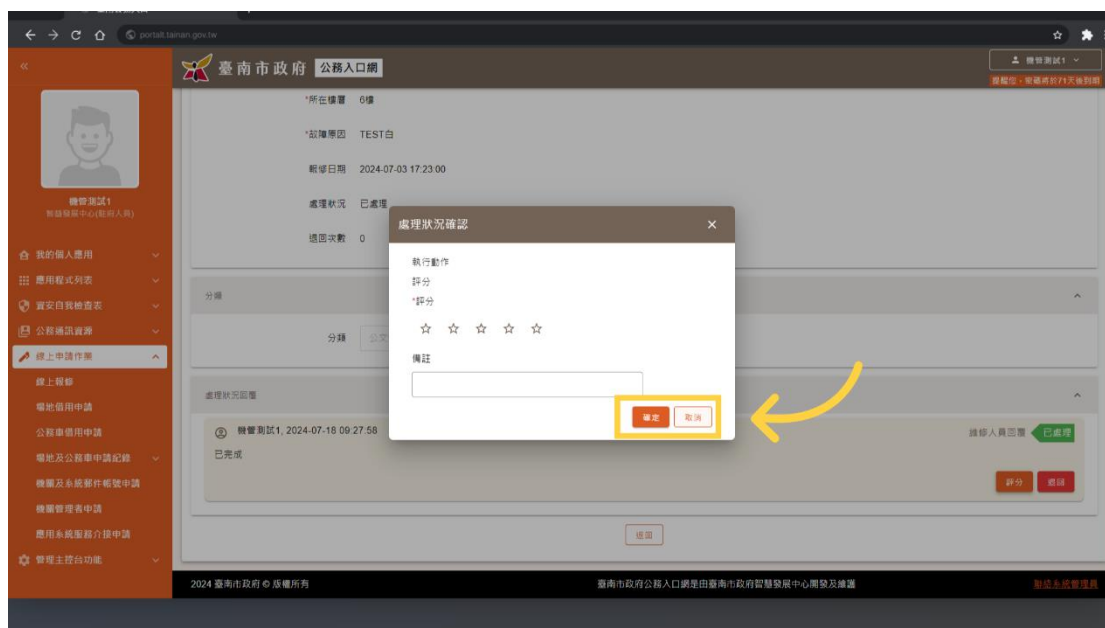 portalt.tainan.gov.tw
臺南市政府 公務入口網
機管測試1
提醒您，密碼將於71天後到期
機管測試1
智慧發展中心(駐府人員)
我的個人應用
應用程式列表
資安自我檢查表
公務通訊資源
線上申請作業
線上報修
場地借用申請
公務車借用申請
場地及公務車申請紀錄
機關及系統郵件帳號申請
機關管理者申請
應用系統服務介接申請
管理主控台功能
*所在樓層 6樓
*故障原因 TEST白
報修日期 2024-07-03 17:23:00
處理狀況 已處理
退回次數 0
分類
分類 公文
處理狀況確認
執行動作
評分
*評分
備註
確定 取消
處理狀況回覆
機管測試1, 2024-07-18 09:27:58
維修人員回覆 已處理
已完成
評分 退回
返回
2024 臺南市政府 © 版權所有
臺南市政府公務入口網是由臺南市政府智慧發展中心開發及維護
聯絡系統管理員